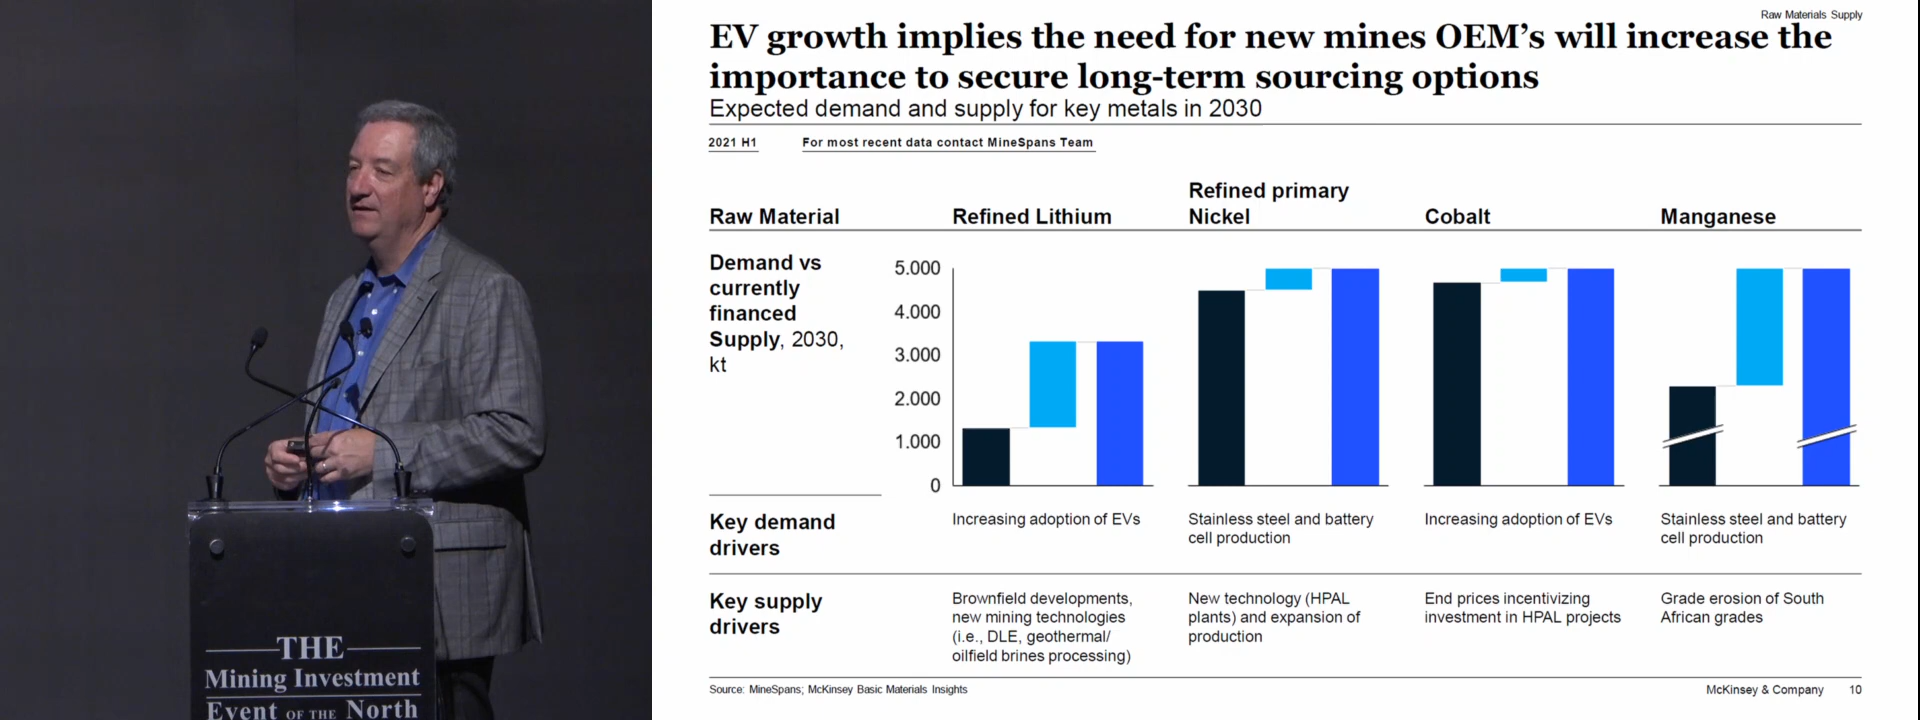 Raw Materials Supply
EV growth implies the need for new mines OEM’s will increase the
importance to secure long-term sourcing options
Expected demand and supply for key metals in 2030
2021 H1
For most recent data contact MineSpans Team
Raw Material
Refined Lithium
Refined primary
Nickel
Cobalt
Manganese
Demand vs
currently
financed
Supply, 2030,
kt
5.000
4.000
3.000
2.000
1.000
0
Key demand
drivers
Increasing adoption of EVs
Stainless steel and battery
cell production
Increasing adoption of EVs
Stainless steel and battery
cell production
Key supply
drivers
Brownfield developments,
new mining technologies
(i.e., DLE, geothermal/
oilfield brines processing)
New technology (HPAL
plants) and expansion of
production
End prices incentivizing
investment in HPAL projects
Grade erosion of South
African grades
Source: MineSpans; McKinsey Basic Materials Insights
McKinsey & Company
10
THE
Mining Investment
Event OF THE North